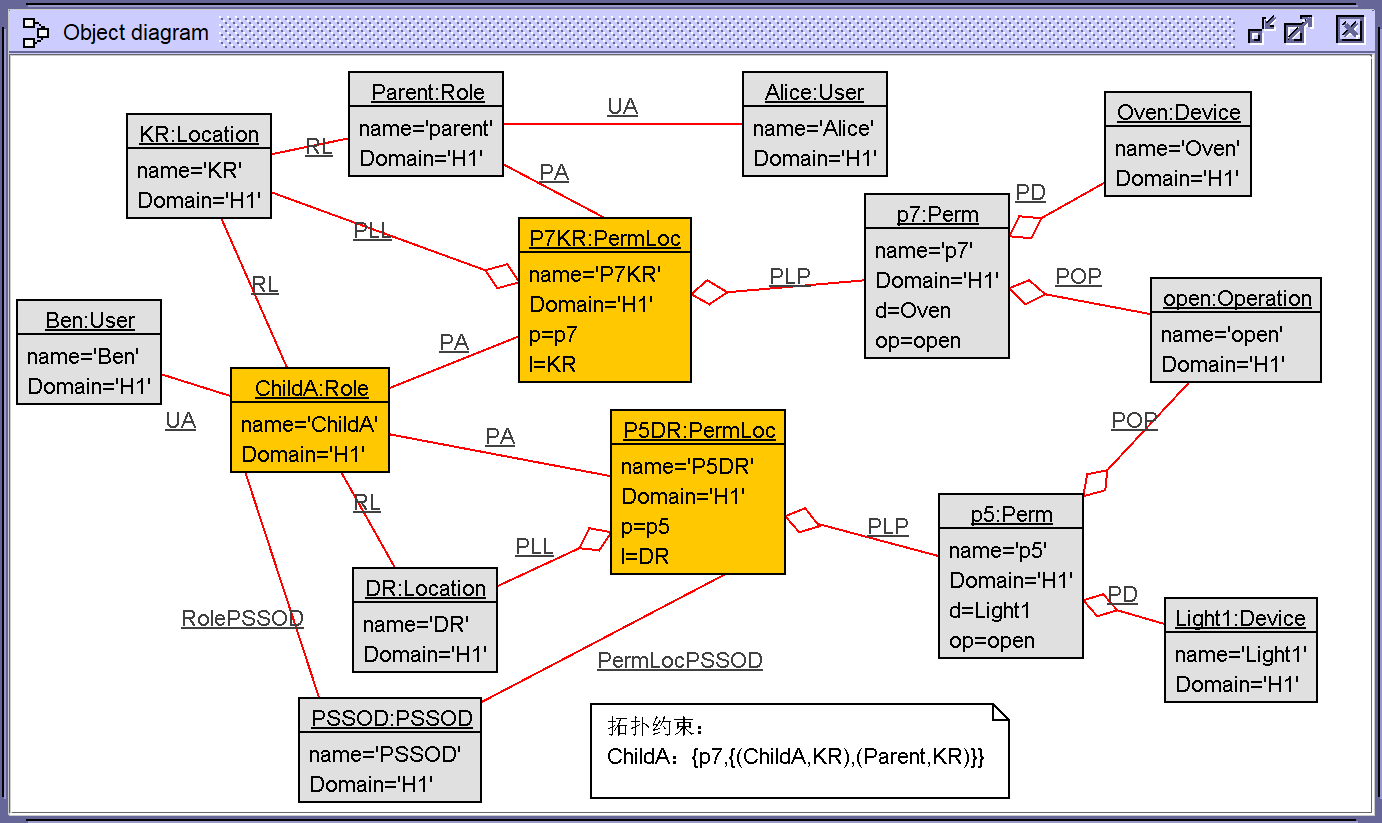 Object diagram
Parent:Role
name='parent'
Domain='H1'
UA
Alice:User
name='Alice'
Domain='H1'
Oven:Device
name='Oven'
Domain='H1'
KR:Location
name='KR'
Domain='H1'
RL
PA
PD
PLL
P7KR:PermLoc
name='P7KR'
Domain='H1'
p=p7
l=KR
PLP
p7:Perm
name='p7'
Domain='H1'
d=Oven
op=open
POP
open:Operation
name='open'
Domain='H1'
RL
Ben:User
name='Ben'
Domain='H1'
UA
PA
ChildA:Role
name='ChildA'
Domain='H1'
PA
P5DR:PermLoc
name='P5DR'
Domain='H1'
p=p5
l=DR
POP
RL
PLL
PLP
p5:Perm
name='p5'
Domain='H1'
d=Light1
op=open
PD
DR:Location
name='DR'
Domain='H1'
Light1:Device
name='Light1'
Domain='H1'
RolePSSOD
PermLocPSSOD
PSSOD:PSSOD
name='PSSOD'
Domain='H1'
拓扑约束：
ChildA：{p7,{(ChildA,KR),(Parent,KR)}}